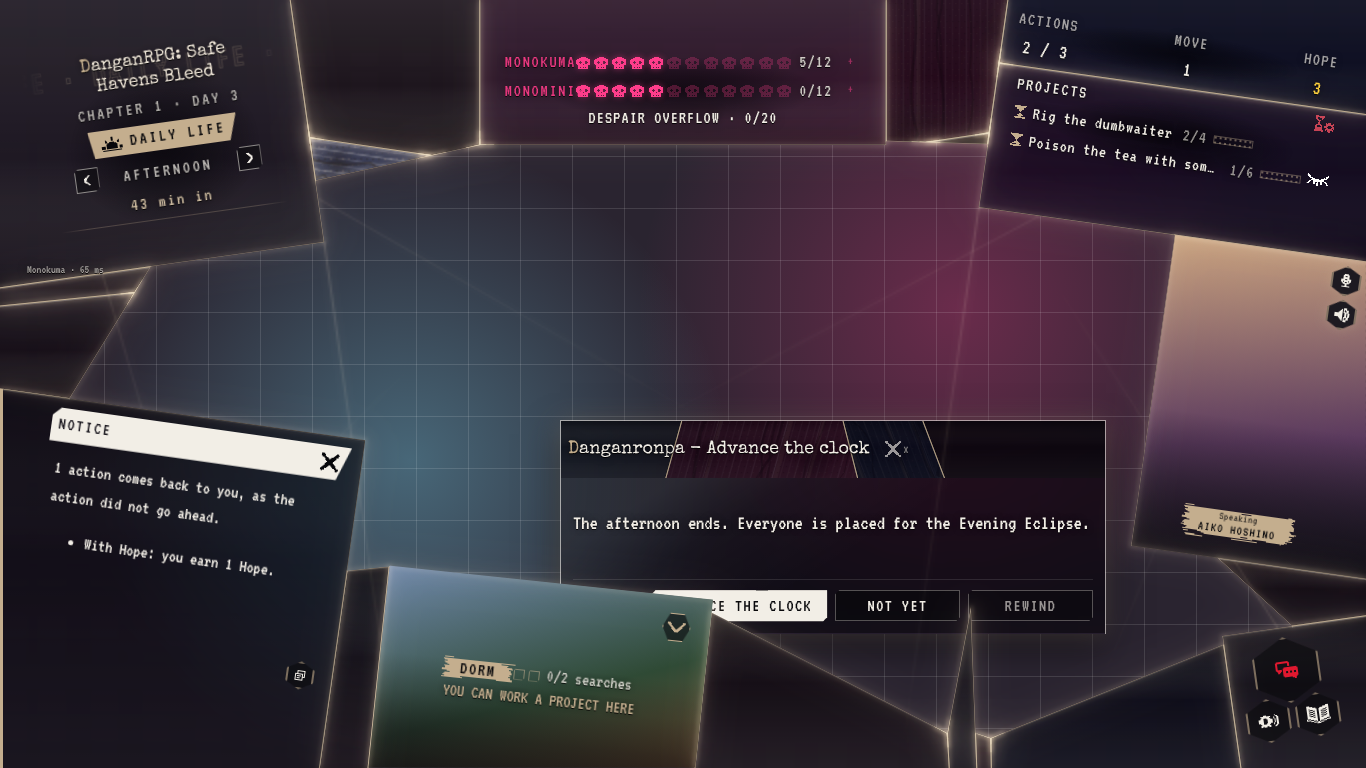 DanganRPG: Safe
Havens Bleed
CHAPTER 1 · DAY 3
DAILY LIFE
AFTERNOON
43 min in
Monokuma · 65 ms
MONOKUMA 5/12
MONOMINI 0/12
DESPAIR OVERFLOW · 0/20
ACTIONS
2 / 3
MOVE
1
HOPE
3
PROJECTS
Rig the dumbwaiter 2/4
Poison the tea with som… 1/6
Speaking
AIKO HOSHINO
NOTICE
1 action comes back to you, as the
action did not go ahead.
• With Hope: you earn 1 Hope.
Danganronpa – Advance the clock
The afternoon ends. Everyone is placed for the Evening Eclipse.
CE THE CLOCK
NOT YET
REWIND
DORM 0/2 searches
YOU CAN WORK A PROJECT HERE